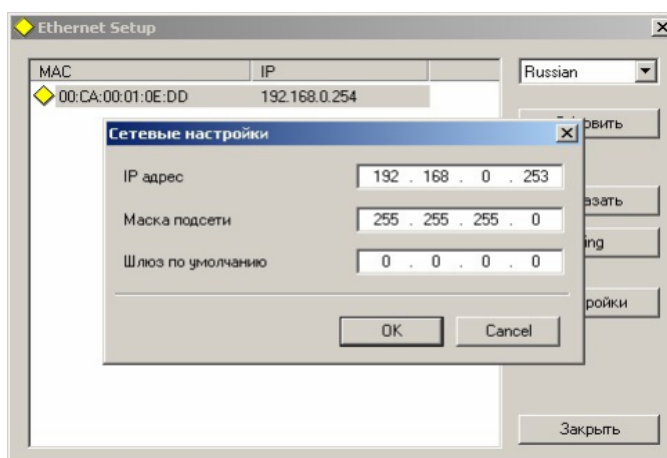 Ethernet Setup
MAC IP
00:CA:00:01:0E:DD 192.168.0.254
Russian
Сетевые настройки
IP адрес 192 . 168 . 0 . 253
Маска подсети 255 . 255 . 255 . 0
Шлюз по умолчанию 0 . 0 . 0 . 0
OK Cancel
Закрыть